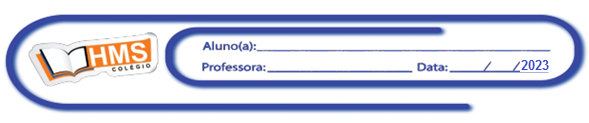 HMS
COLÉGIO
Aluno(a):
Professora: Data: / /2023